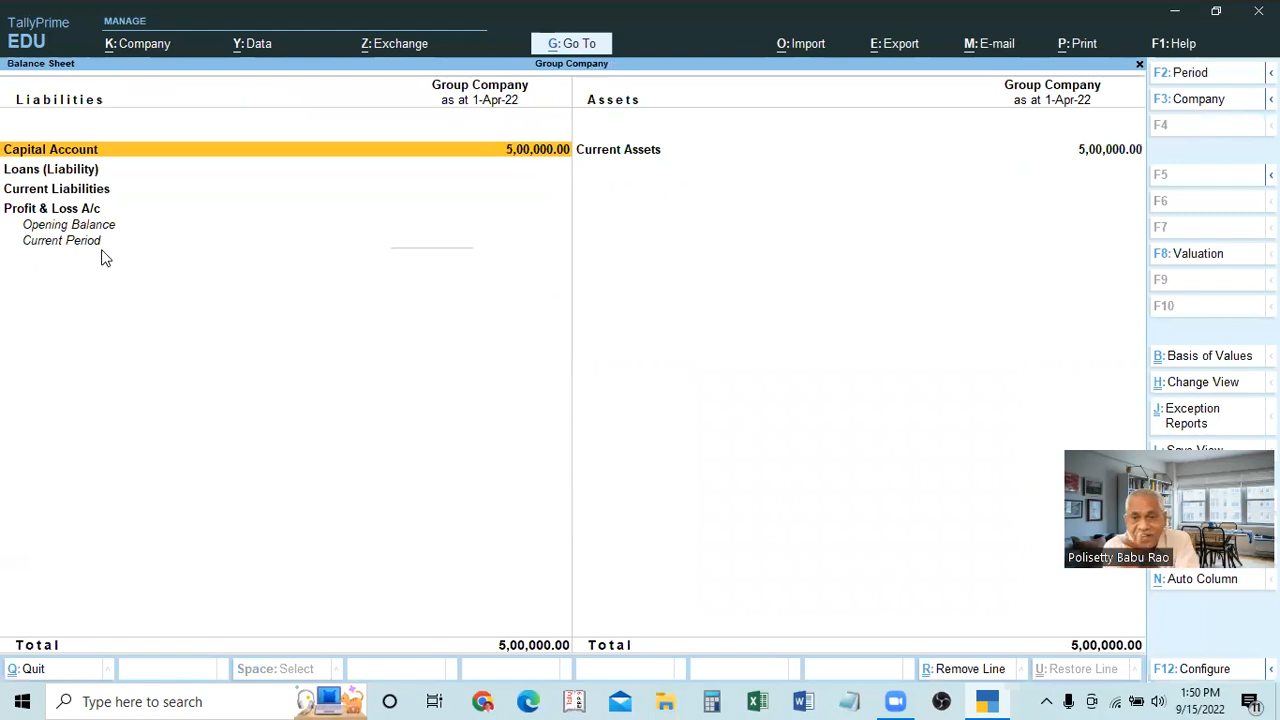 TallyPrime
EDU
MANAGE
K: Company
Y: Data
Z: Exchange
G: Go To
O: Import
E: Export
M: E-mail
P: Print
F1: Help
Balance Sheet
Group Company
Liabilities
Group Company
as at 1-Apr-22
Assets
Group Company
as at 1-Apr-22
Capital Account 5,00,000.00
Current Assets 5,00,000.00
Loans (Liability)
Current Liabilities
Profit & Loss A/c
Opening Balance
Current Period
Total 5,00,000.00
Total 5,00,000.00
F2: Period
F3: Company
F4
F5
F6
F7
F8: Valuation
F9
F10
B: Basis of Values
H: Change View
J: Exception
Reports
L: Save View
Polisetty Babu Rao
N: Auto Column
Q: Quit
Space: Select
R: Remove Line
U: Restore Line
F12: Configure
Type here to search
1:50 PM
9/15/2022